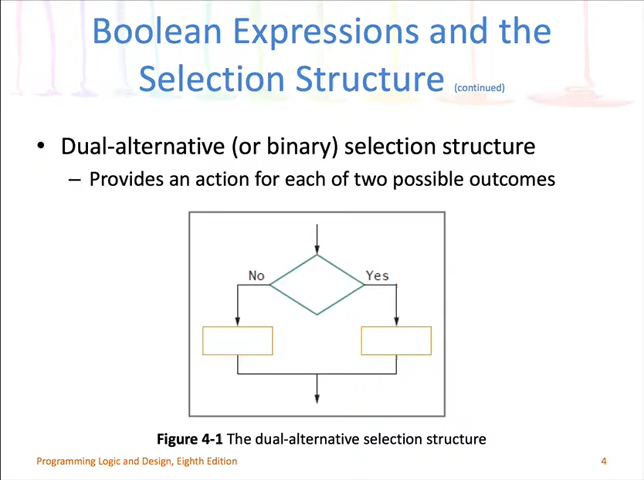 Boolean Expressions and the
Selection Structure (continued)
• Dual-alternative (or binary) selection structure
– Provides an action for each of two possible outcomes
No
Yes
Figure 4-1 The dual-alternative selection structure
Programming Logic and Design, Eighth Edition
4